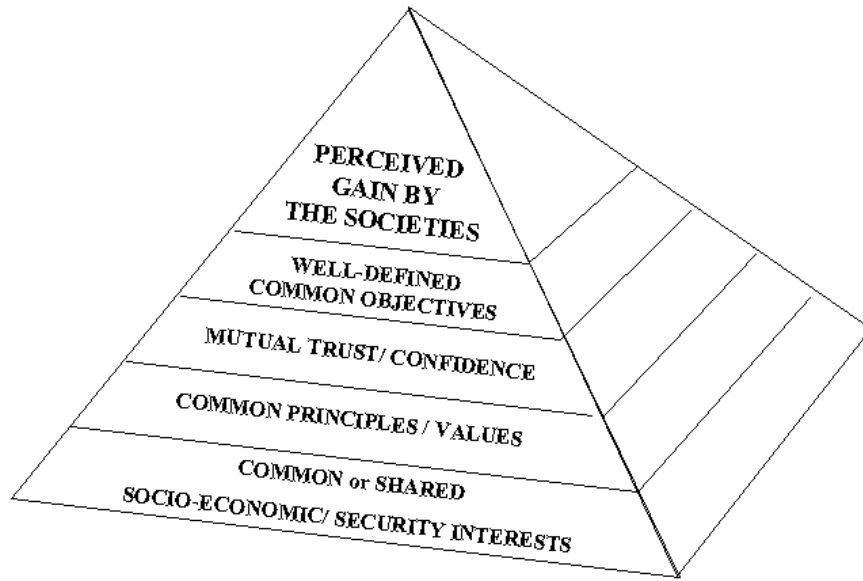 PERCEIVED
GAIN BY
THE SOCIETIES
WELL-DEFINED
COMMON OBJECTIVES
MUTUAL TRUST/ CONFIDENCE
COMMON PRINCIPLES / VALUES
COMMON or SHARED
SOCIO-ECONOMIC/ SECURITY INTERESTS